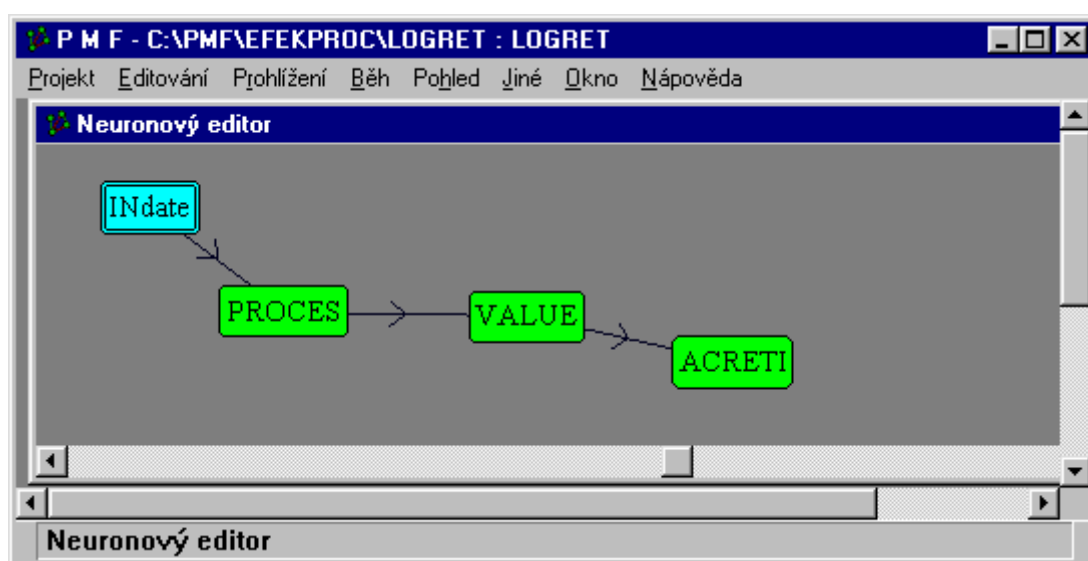 P M F - C:\PMF\EFEKPROC\LOGRET : LOGRET
Projekt Editování Prohlížení Běh Pohled Jiné Okno Nápověda
Neuronový editor
INdate
PROCES
VALUE
ACRETI
Neuronový editor